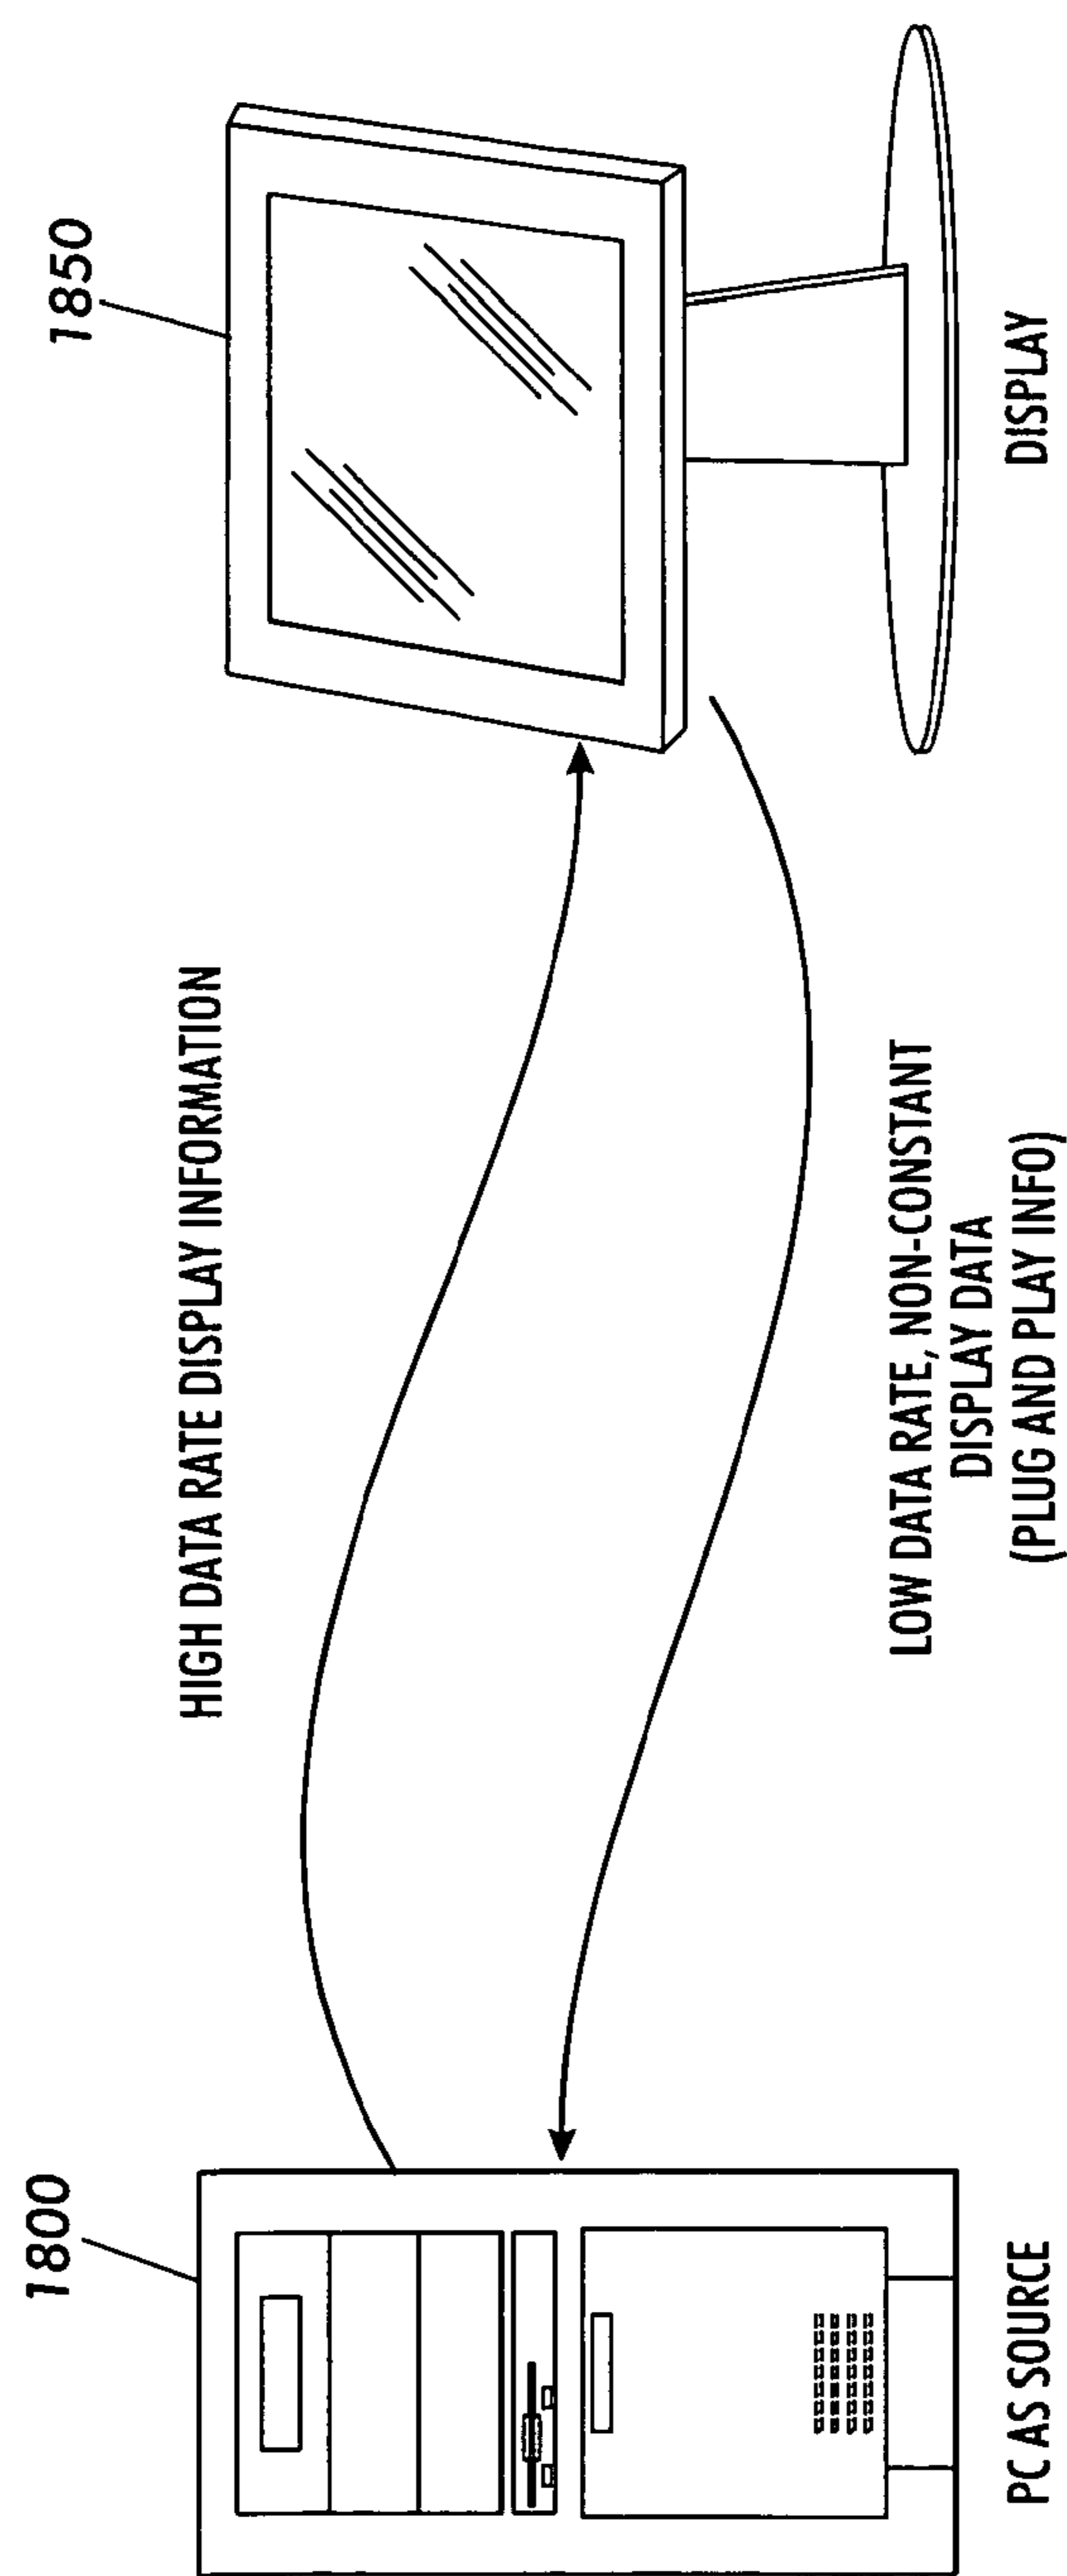 1800
1850
HIGH DATA RATE DISPLAY INFORMATION
LOW DATA RATE, NON-CONSTANT
DISPLAY DATA
(PLUG AND PLAY INFO)
PC AS SOURCE
DISPLAY